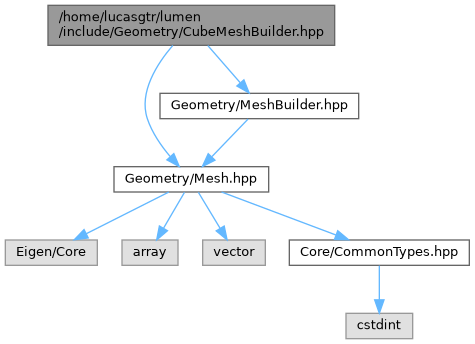 /home/lucasgtr/lumen
/include/Geometry/CubeMeshBuilder.hpp
Geometry/MeshBuilder.hpp
Geometry/Mesh.hpp
Eigen/Core
array
vector
Core/CommonTypes.hpp
cstdint